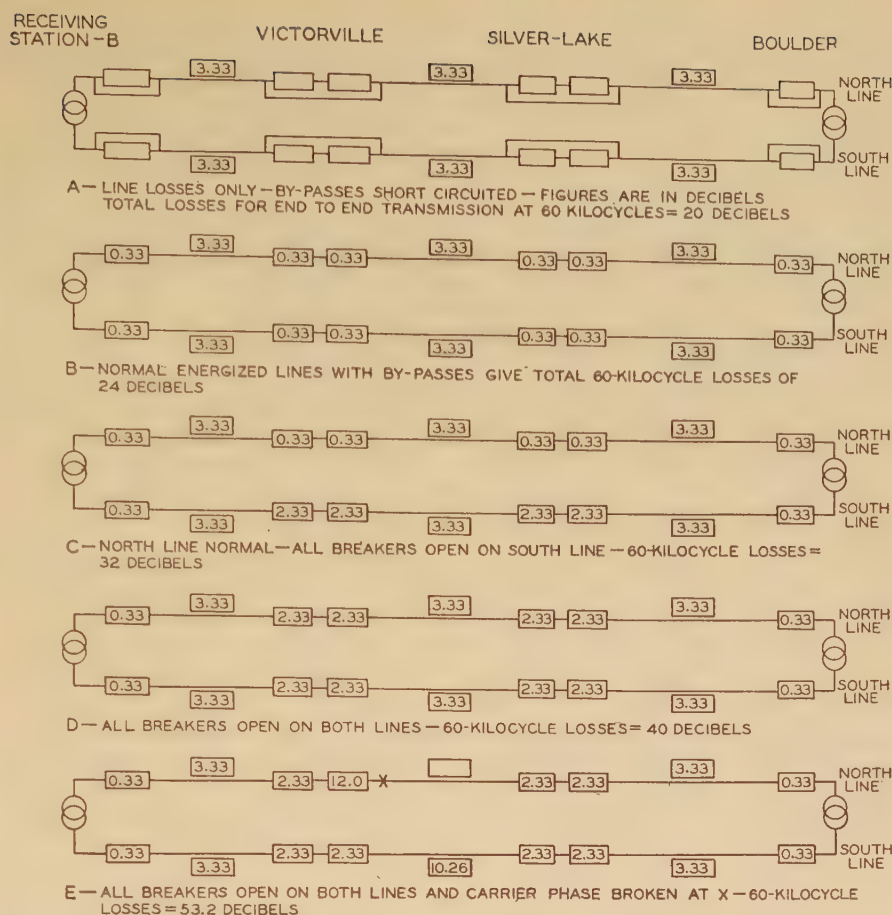 RECEIVING STATION-B VICTORVILLE SILVER-LAKE BOULDER
3.33 3.33 3.33 NORTH LINE
3.33 3.33 3.33 SOUTH LINE
A— LINE LOSSES ONLY — BY-PASSES SHORT CIRCUITED — FIGURES ARE IN DECIBELS
TOTAL LOSSES FOR END TO END TRANSMISSION AT 60 KILOCYCLES= 20 DECIBELS
0.33 3.33 0.33 0.33 3.33 0.33 0.33 3.33 0.33 NORTH LINE
0.33 3.33 0.33 0.33 3.33 0.33 0.33 3.33 0.33 SOUTH LINE
B—NORMAL ENERGIZED LINES WITH BY-PASSES GIVE TOTAL 60-KILOCYCLE LOSSES OF
24 DECIBELS
0.33 3.33 0.33 0.33 3.33 0.33 0.33 3.33 0.33 NORTH LINE
0.33 3.33 2.33 2.33 3.33 2.33 2.33 3.33 0.33 SOUTH LINE
C—NORTH LINE NORMAL—ALL BREAKERS OPEN ON SOUTH LINE —60-KILOCYCLE LOSSES=
32 DECIBELS
0.33 3.33 2.33 2.33 3.33 2.33 2.33 3.33 0.33 NORTH LINE
0.33 3.33 2.33 2.33 3.33 2.33 2.33 3.33 0.33 SOUTH LINE
D—ALL BREAKERS OPEN ON BOTH LINES — 60-KILOCYCLE LOSSES= 40 DECIBELS
0.33 3.33 2.33 12.0 X 2.33 2.33 3.33 0.33 NORTH LINE
0.33 3.33 2.33 2.33 10.26 2.33 2.33 3.33 0.33 SOUTH LINE
E—ALL BREAKERS OPEN ON BOTH LINES AND CARRIER PHASE BROKEN AT X—60-KILOCYCLE
LOSSES=53.2 DECIBELS